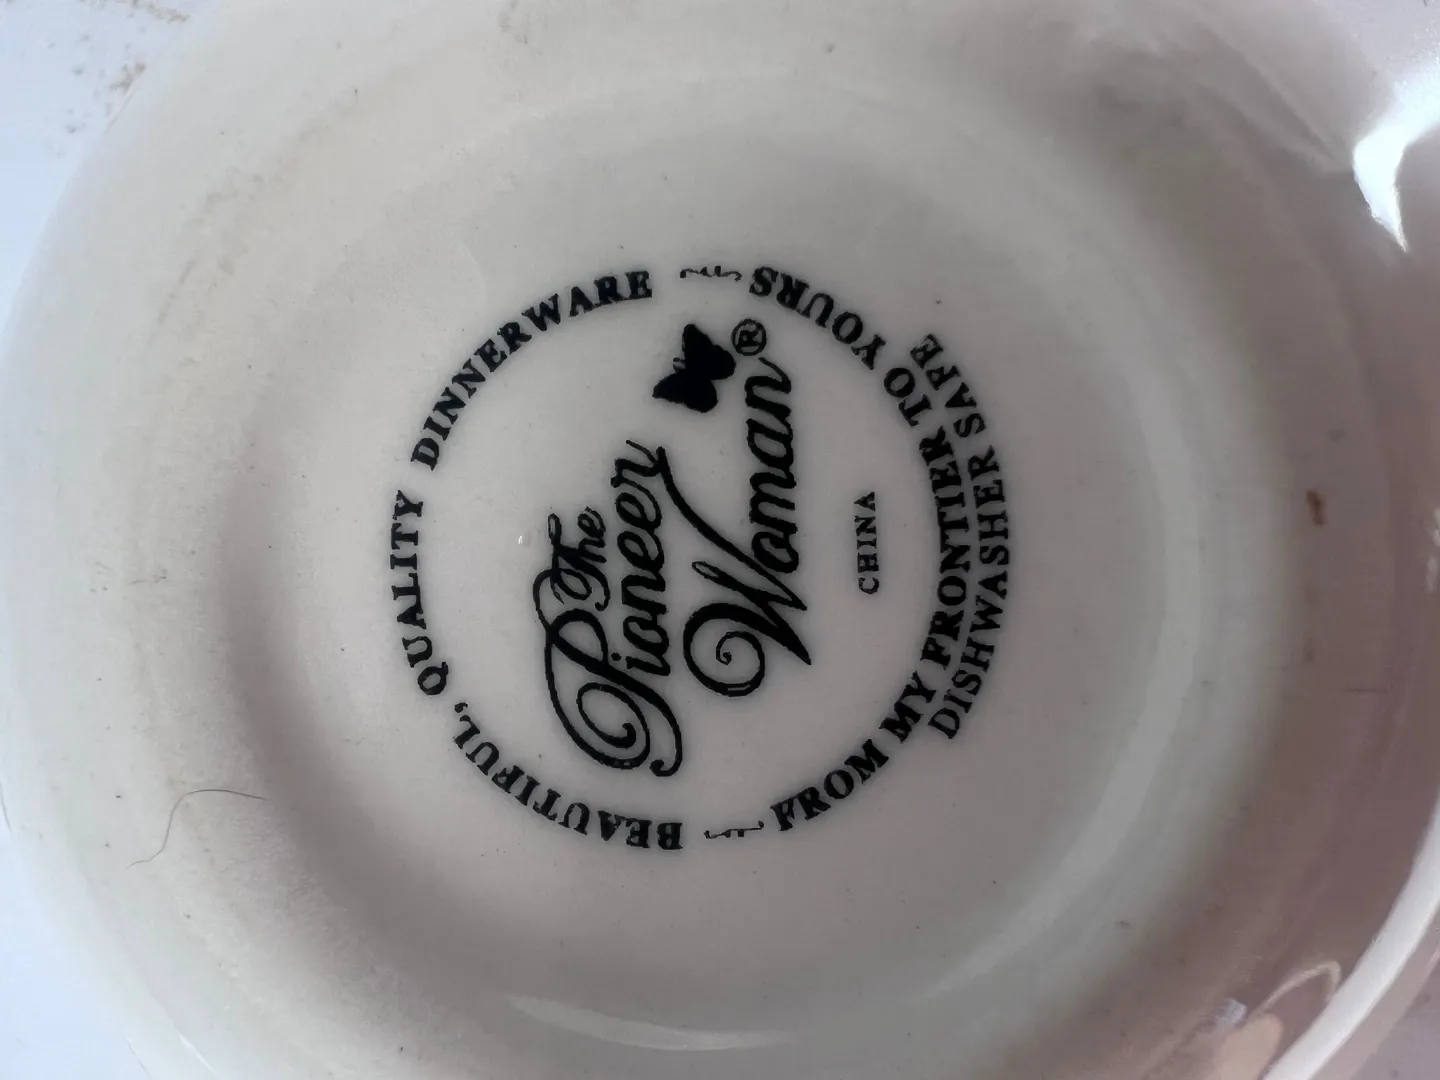 BEAUTIFUL, QUALITY DINNERWARE
The
Pioneer
Woman®
CHINA
FROM MY FRONTIER TO YOURS
DISHWASHER SAFE